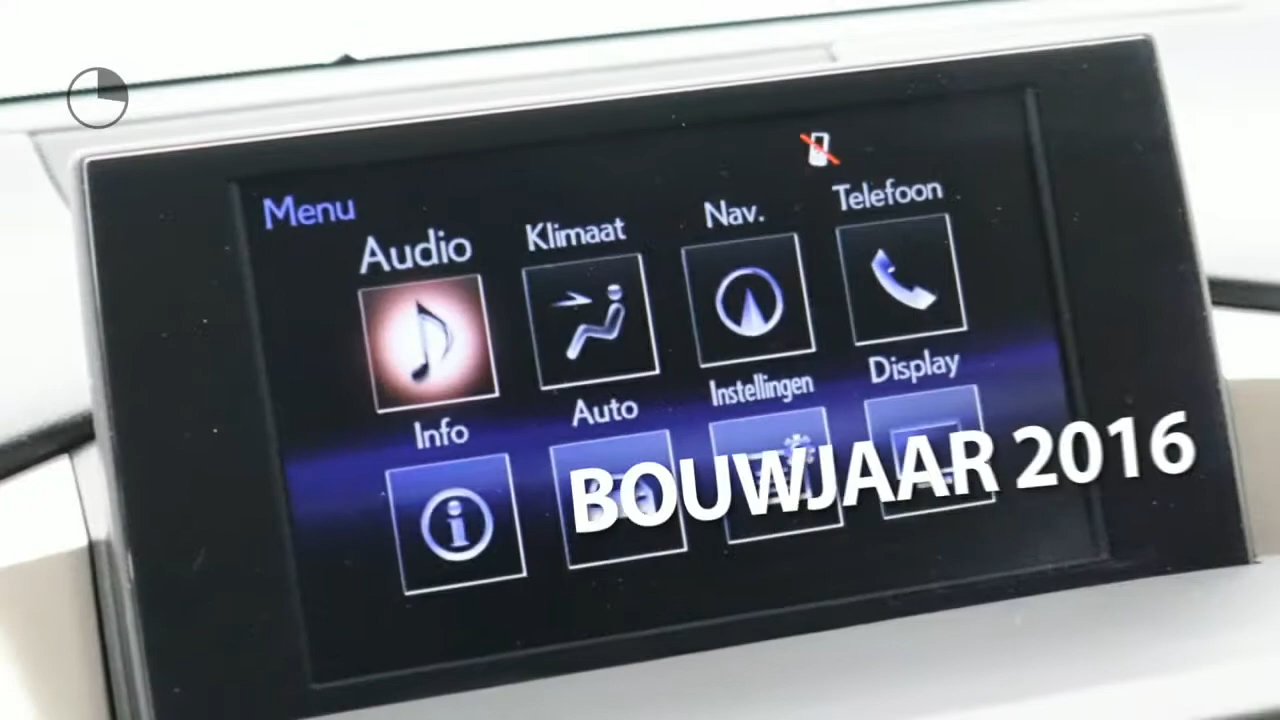 Menu
Audio
Klimaat
Nav.
Telefoon
Info
Auto
Instellingen
Display
BOUWJAAR 2016